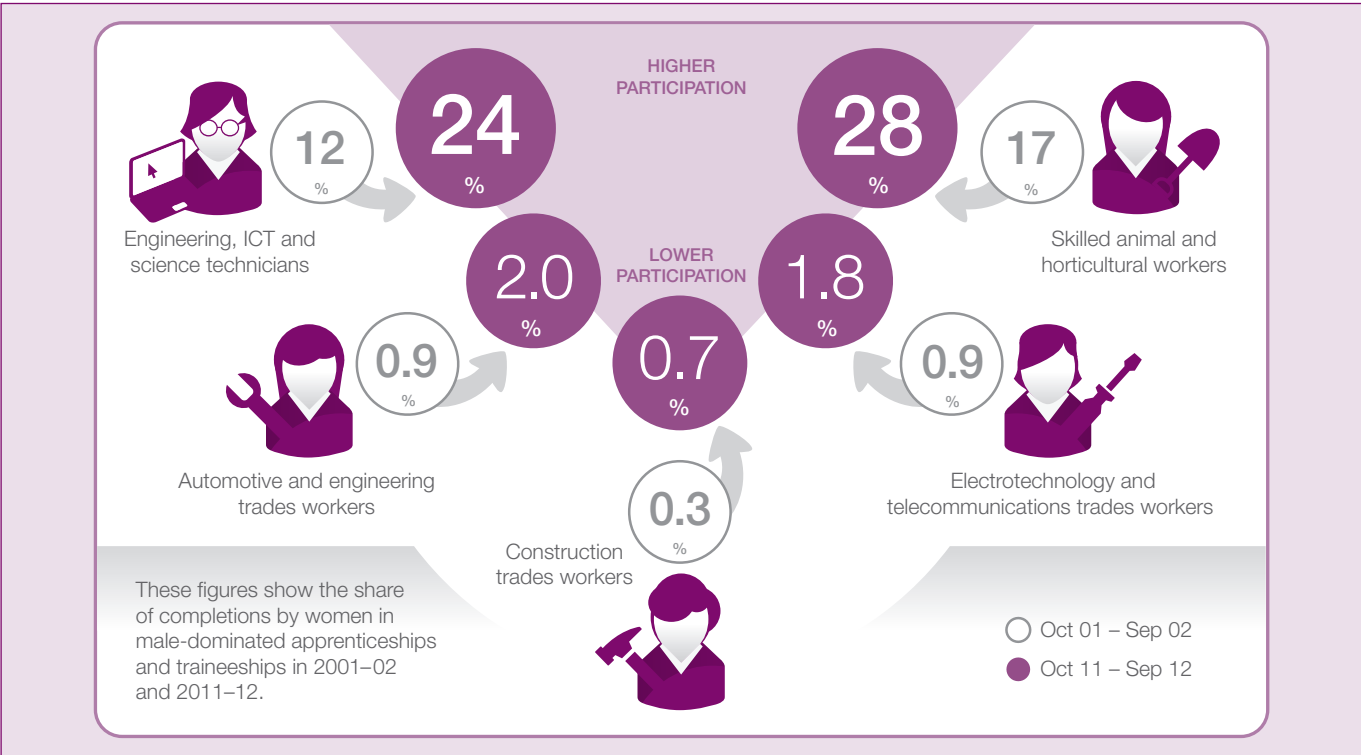 HIGHER
PARTICIPATION
24
%
28
%
12
%
17
%
Engineering, ICT and
science technicians
Skilled animal and
horticultural workers
LOWER
PARTICIPATION
2.0
%
1.8
%
0.7
%
0.9
%
0.9
%
Automotive and engineering
trades workers
Electrotechnology and
telecommunications trades workers
0.3
%
Construction
trades workers
These figures show the share
of completions by women in
male-dominated apprenticeships
and traineeships in 2001–02
and 2011–12.
Oct 01 – Sep 02
Oct 11 – Sep 12